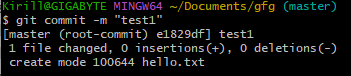 Kirill@GIGABYTE MINGW64 ~/Documents/gfg (master)
$ git commit -m "test1"
[master (root-commit) e1829df] test1
 1 file changed, 0 insertions(+), 0 deletions(-)
 create mode 100644 hello.txt